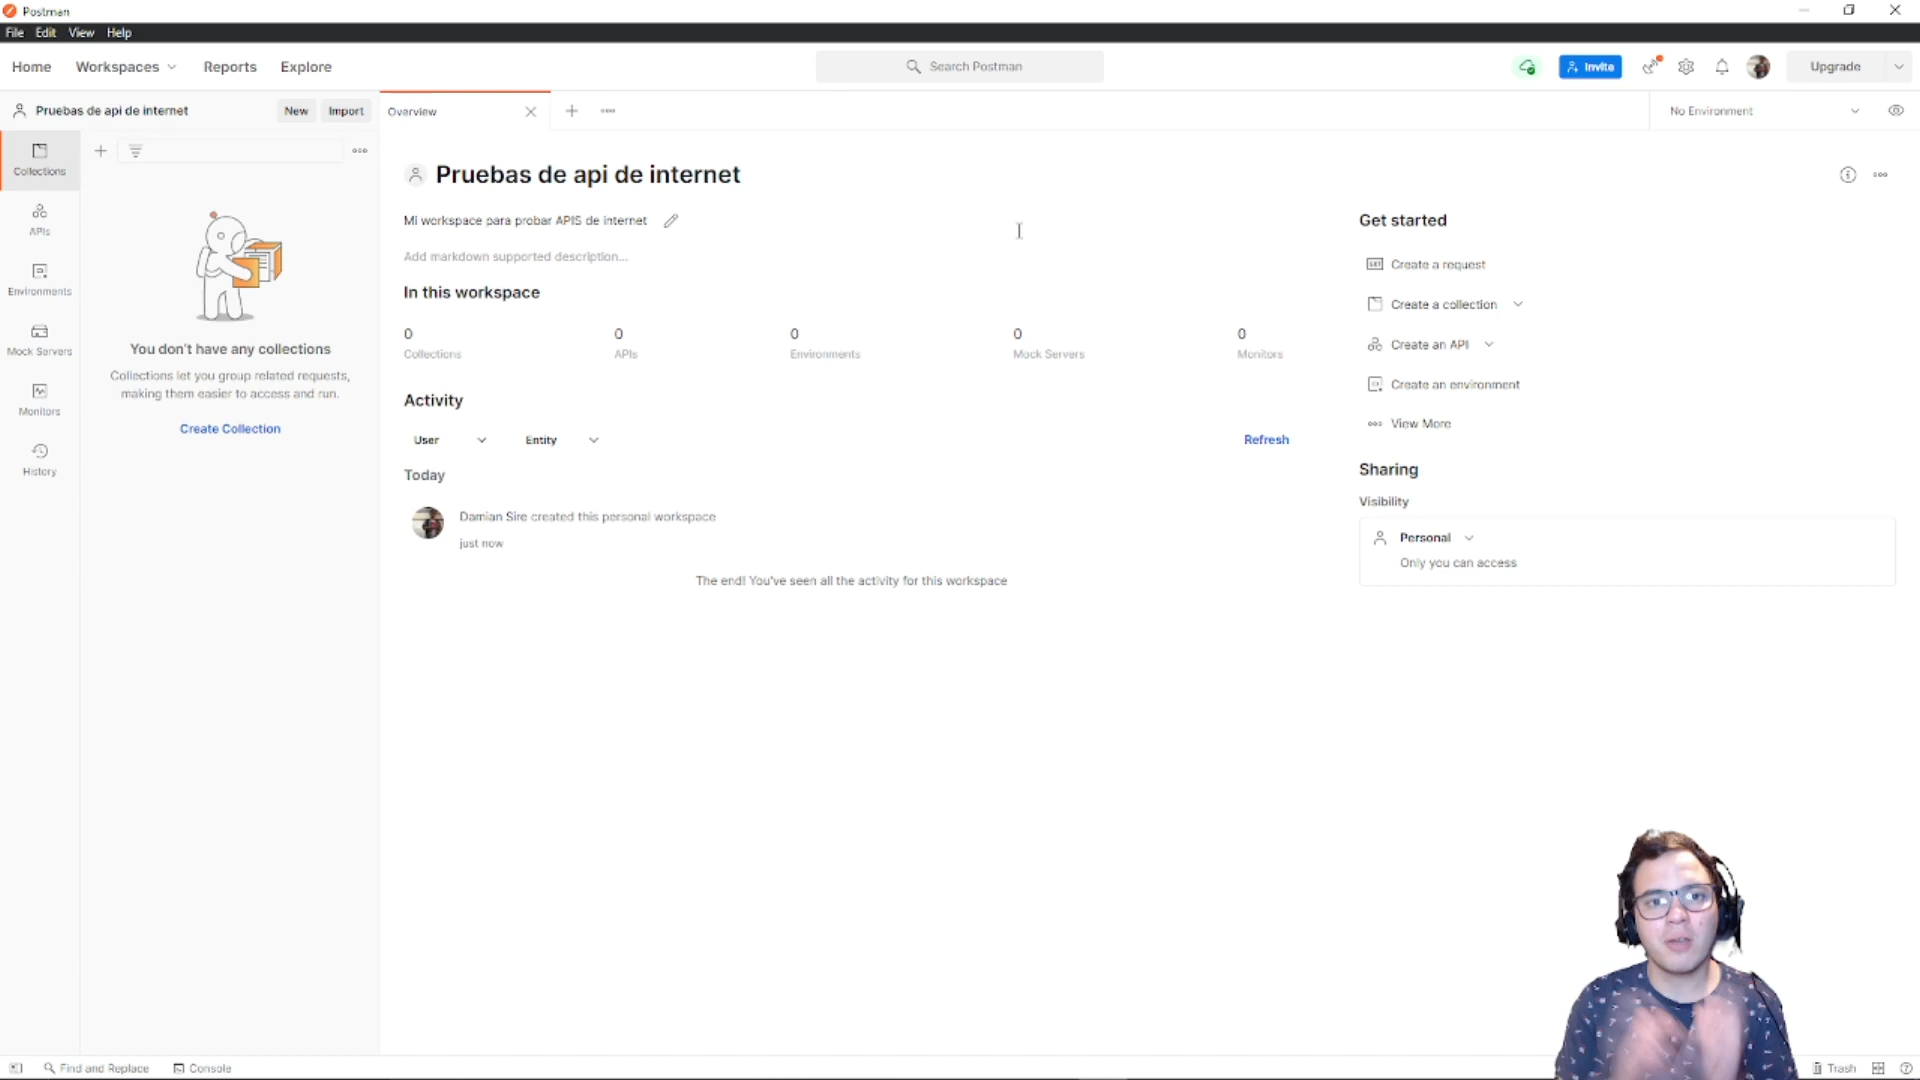 Postman
File Edit View Help
Home Workspaces Reports Explore
Search Postman
Invite
Upgrade
Pruebas de api de internet
New Import
Overview
No Environment
Collections
APIs
Environments
Mock Servers
Monitors
History
You don't have any collections
Collections let you group related requests,
making them easier to access and run.
Create Collection
Pruebas de api de internet
Mi workspace para probar APIS de internet
Add markdown supported description...
In this workspace
0 0 0 0 0
Collections APIs Environments Mock Servers Monitors
Activity
User Entity Refresh
Today
Damian Sire created this personal workspace
just now
The end! You've seen all the activity for this workspace
Get started
GET Create a request
Create a collection
Create an API
Create an environment
View More
Sharing
Visibility
Personal
Only you can access
Find and Replace Console
Trash